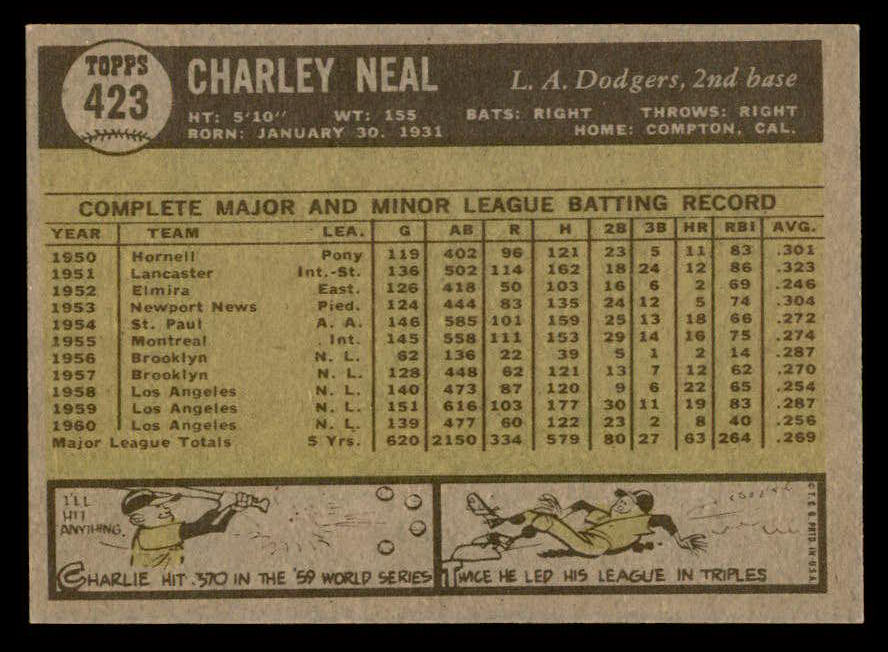 TOPPS
423
CHARLEY NEAL
L. A. Dodgers, 2nd base
HT: 5'10" WT: 155 BATS: RIGHT THROWS: RIGHT
BORN: JANUARY 30, 1931 HOME: COMPTON, CAL.
COMPLETE MAJOR AND MINOR LEAGUE BATTING RECORD
YEAR TEAM LEA. G AB R H 2B 3B HR RBI AVG.
1950 Hornell Pony 119 402 96 121 23 5 11 83 .301
1951 Lancaster Int.-St. 136 502 114 162 18 24 12 86 .323
1952 Elmira East. 126 418 50 103 16 6 2 69 .246
1953 Newport News Pied. 124 444 83 135 24 12 5 74 .304
1954 St. Paul A. A. 146 585 101 159 25 13 18 66 .272
1955 Montreal Int. 145 558 111 153 29 14 16 75 .274
1956 Brooklyn N. L. 62 136 22 39 5 1 2 14 .287
1957 Brooklyn N. L. 128 448 62 121 13 7 12 62 .270
1958 Los Angeles N. L. 140 473 87 120 9 6 22 65 .254
1959 Los Angeles N. L. 151 616 103 177 30 11 19 83 .287
1960 Los Angeles N. L. 139 477 60 122 23 2 8 40 .256
Major League Totals 5 Yrs. 620 2150 334 579 80 27 63 264 .269
I'LL
HIT
ANYTHING.
CHARLIE HIT .370 IN THE '59 WORLD SERIES
TWICE HE LED HIS LEAGUE IN TRIPLES
© T.C.G. PRTD. IN U.S.A.